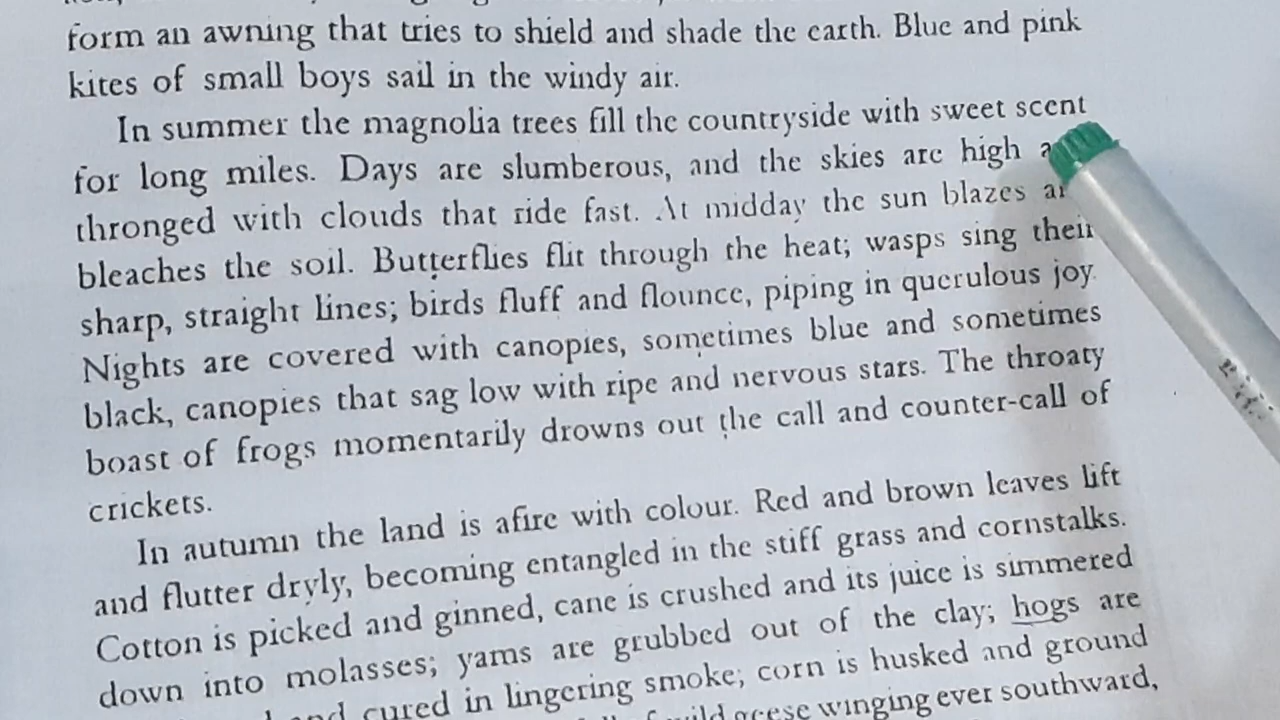 form an awning that tries to shield and shade the earth. Blue and pink
kites of small boys sail in the windy air.
In summer the magnolia trees fill the countryside with sweet scent
for long miles. Days are slumberous, and the skies are high
thronged with clouds that ride fast. At midday the sun blazes
bleaches the soil. Butterflies flit through the heat; wasps sing their
sharp, straight lines; birds fluff and flounce, piping in querulous joy.
Nights are covered with canopies, sometimes blue and sometimes
black, canopies that sag low with ripe and nervous stars. The throaty
boast of frogs momentarily drowns out the call and counter-call of
crickets.
In autumn the land is afire with colour. Red and brown leaves lift
and flutter dryly, becoming entangled in the stiff grass and cornstalks.
Cotton is picked and ginned, cane is crushed and its juice is simmered
down into molasses; yams are grubbed out of the clay; hogs are
and cured in lingering smoke; corn is husked and ground
wild geese winging ever southward,